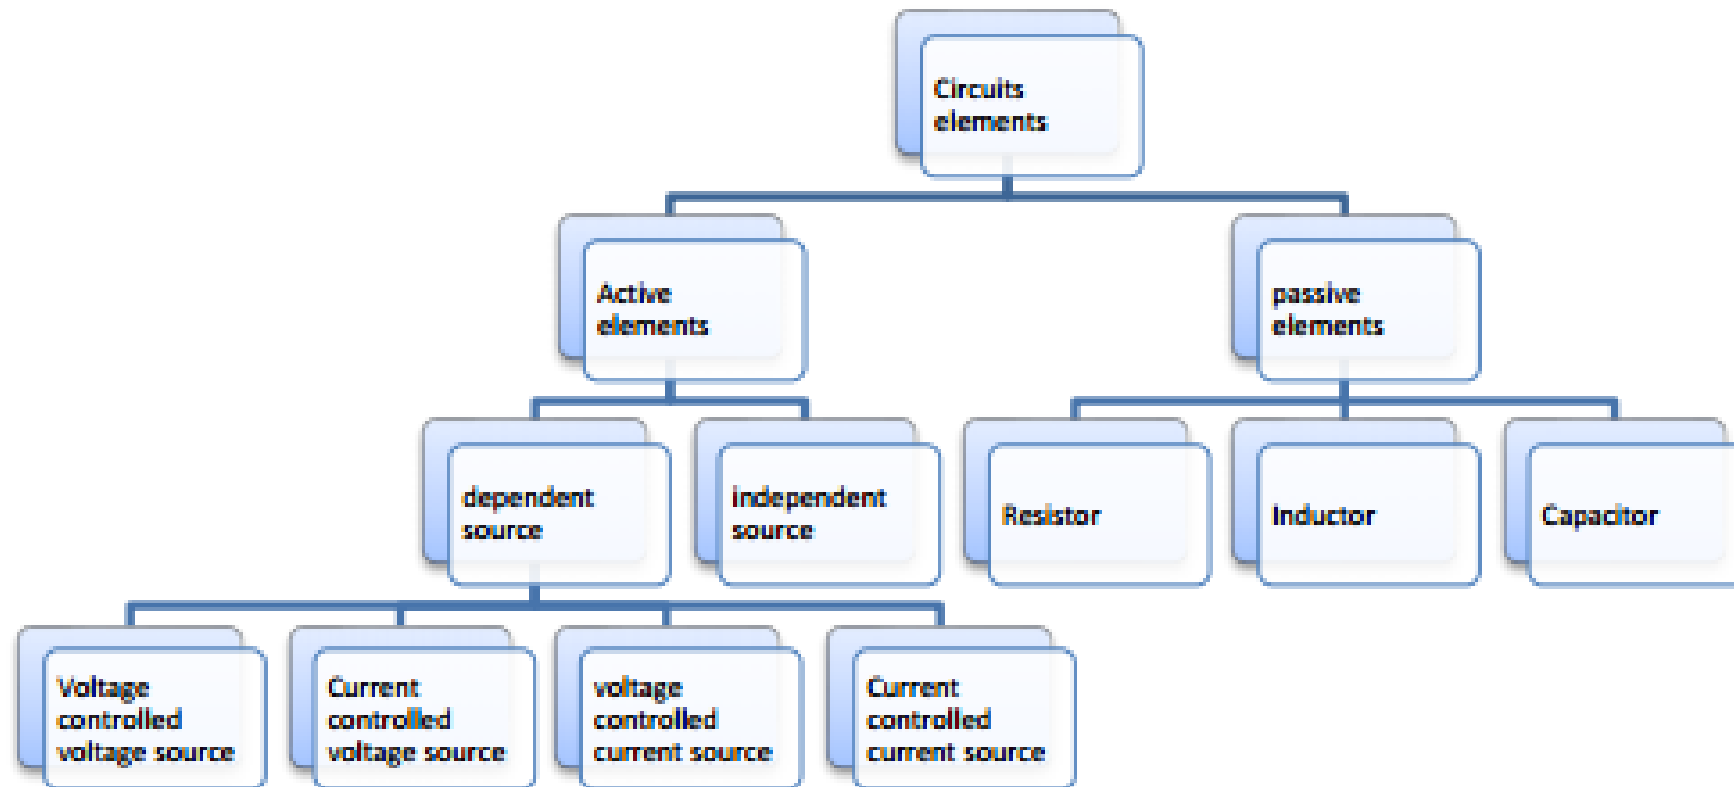 Circuits
elements
Active
elements
passive
elements
dependent
source
independent
source
Resistor
Inductor
Capacitor
Voltage
controlled
voltage source
Current
controlled
voltage source
voltage
controlled
current source
Current
controlled
current source